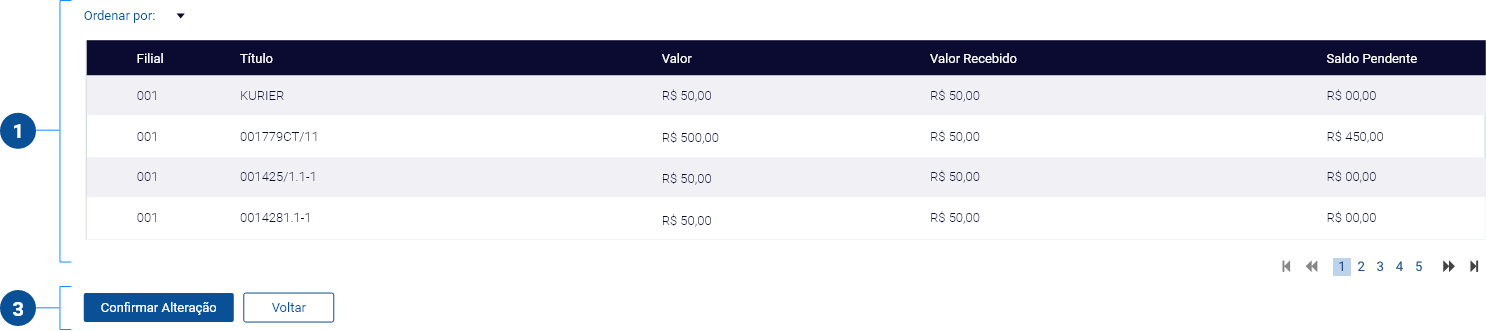 Ordenar por:
Filial Título Valor Valor Recebido Saldo Pendente
001 KURIER R$ 50,00 R$ 50,00 R$ 00,00
1
001 001779CT/11 R$ 500,00 R$ 50,00 R$ 450,00
001 001425/1.1-1 R$ 50,00 R$ 50,00 R$ 00,00
001 0014281.1-1 R$ 50,00 R$ 50,00 R$ 00,00
1 2 3 4 5
3 Confirmar Alteração Voltar